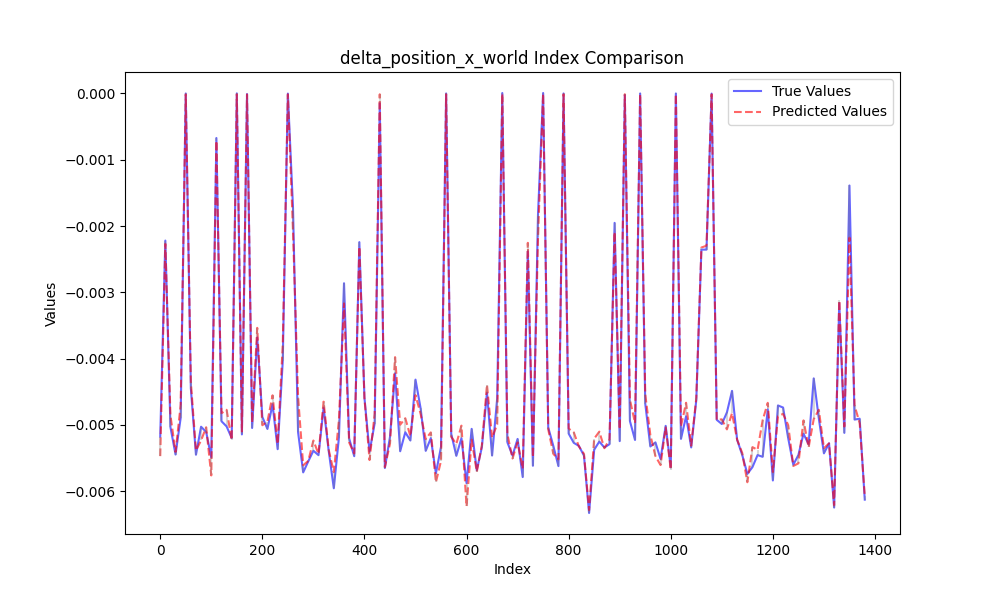 delta_position_x_world Index Comparison
True Values
Predicted Values
Values
0.000
−0.001
−0.002
−0.003
−0.004
−0.005
−0.006
0 200 400 600 800 1000 1200 1400
Index